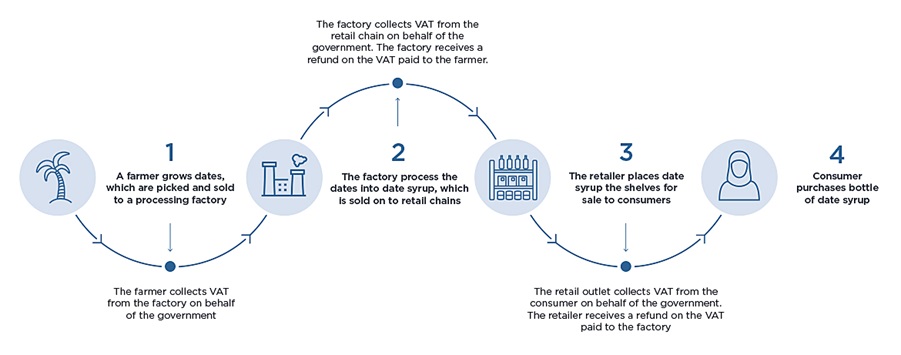 The factory collects VAT from the
retail chain on behalf of the
government. The factory receives a
refund on the VAT paid to the farmer.
1
A farmer grows dates,
which are picked and sold
to a processing factory
2
The factory process the
dates into date syrup, which
is sold on to retail chains
3
The retailer places date
syrup the shelves for
sale to consumers
4
Consumer
purchases bottle
of date syrup
The farmer collects VAT
from the factory on behalf
of the government
The retail outlet collects VAT from the
consumer on behalf of the government.
The retailer receives a refund on the VAT
paid to the factory